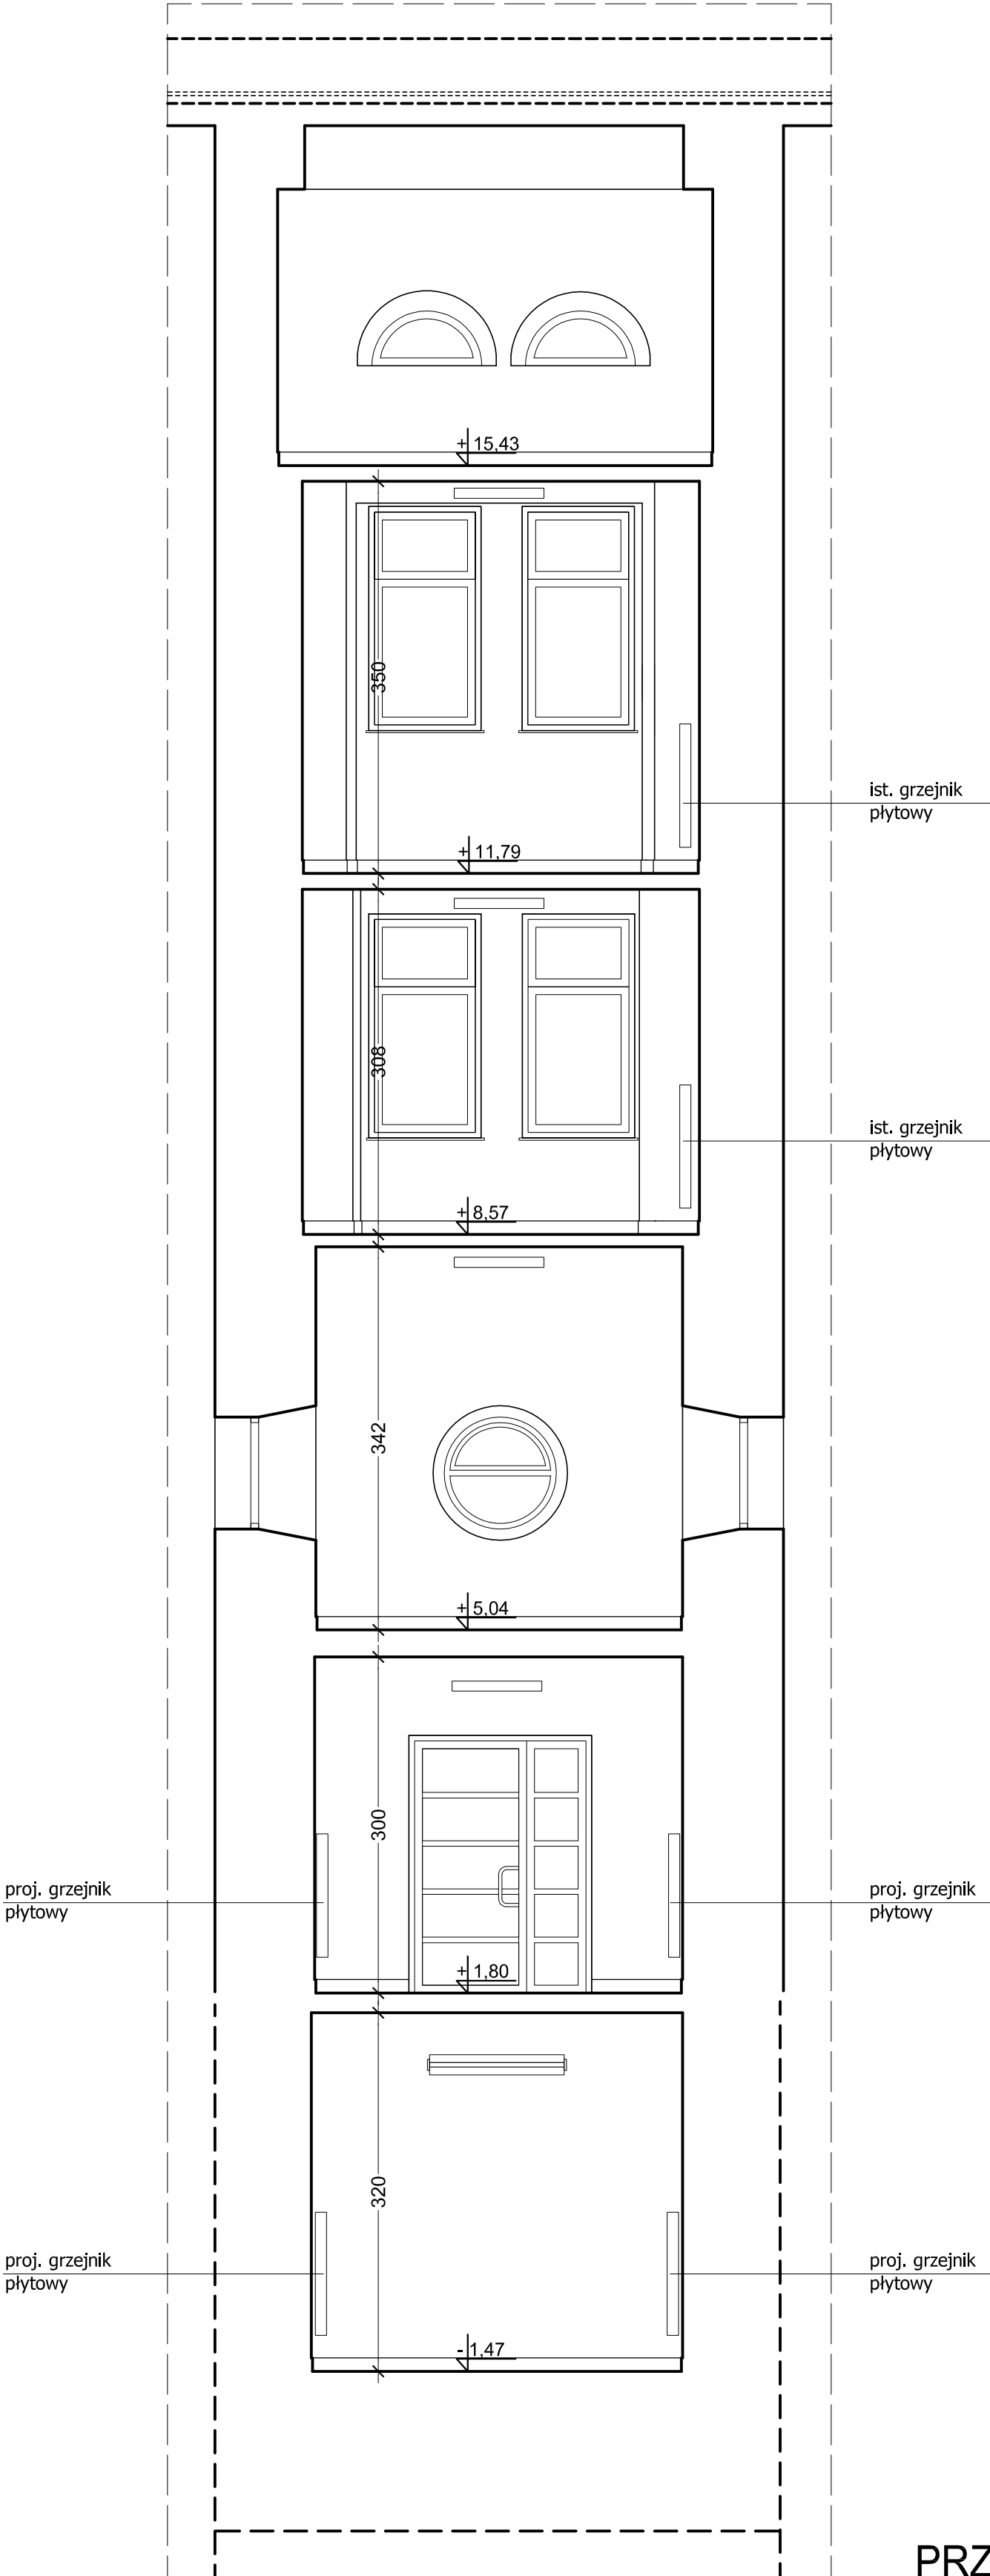 + 15,43
350
ist. grzejnik
płytowy
+ 11,79
308
ist. grzejnik
płytowy
+ 8,57
342
+ 5,04
300
proj. grzejnik
płytowy
proj. grzejnik
płytowy
+ 1,80
320
proj. grzejnik
płytowy
proj. grzejnik
płytowy
- 1,47
PRZ